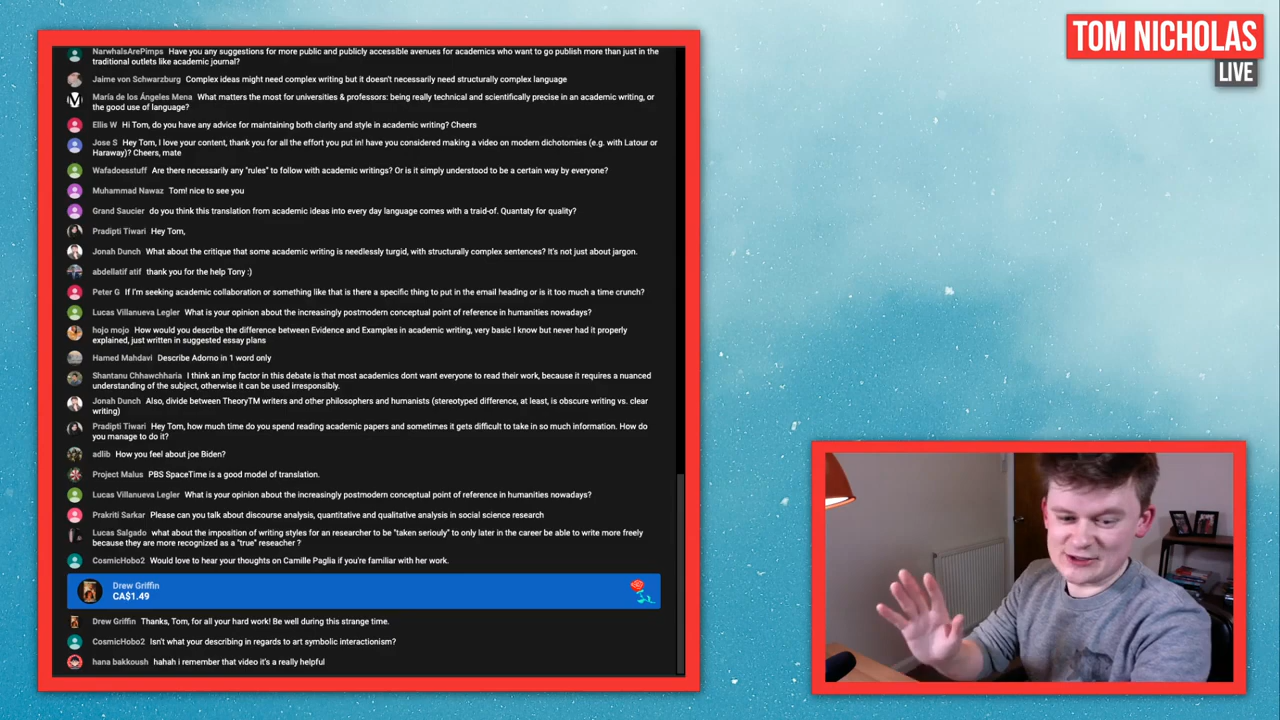 TOM NICHOLAS
LIVE
NarwhalsArePimps Have you any suggestions for more public and publicly accessible avenues for academics who want to go publish more than just in the
traditional outlets like academic journal?
Jaime von Schwarzburg Complex ideas might need complex writing but it doesn't necessarily need structurally complex language
María de los Ángeles Mena What matters the most for universities & professors: being really technical and scientifically precise in an academic writing, or
the good use of language?
Ellis W Hi Tom, do you have any advice for maintaining both clarity and style in academic writing? Cheers
Jose S Hey Tom, I love your content, thank you for all the effort you put in! have you considered making a video on modern dichotomies (e.g. with Latour or
Haraway)? Cheers, mate
Wafadoesstuff Are there necessarily any "rules" to follow with academic writings? Or is it simply understood to be a certain way by everyone?
Muhammad Nawaz Tom! nice to see you
Grand Saucier do you think this translation from academic ideas into every day language comes with a traid-of. Quantaty for quality?
Pradipti Tiwari Hey Tom,
Jonah Dunch What about the critique that some academic writing is needlessly turgid, with structurally complex sentences? It's not just about jargon.
abdellatif atif thank you for the help Tony :)
Peter G If I'm seeking academic collaboration or something like that is there a specific thing to put in the email heading or is it too much a time crunch?
Lucas Villanueva Legler What is your opinion about the increasingly postmodern conceptual point of reference in humanities nowadays?
hojo mojo How would you describe the difference between Evidence and Examples in academic writing, very basic I know but never had it properly
explained, just written in suggested essay plans
Hamed Mahdavi Describe Adorno in 1 word only
Shantanu Chhawchharia I think an imp factor in this debate is that most academics dont want everyone to read their work, because it requires a nuanced
understanding of the subject, otherwise it can be used irresponsibly.
Jonah Dunch Also, divide between TheoryTM writers and other philosophers and humanists (stereotyped difference, at least, is obscure writing vs. clear
writing)
Pradipti Tiwari Hey Tom, how much time do you spend reading academic papers and sometimes it gets difficult to take in so much information. How do
you manage to do it?
adlib How you feel about joe Biden?
Project Malus PBS SpaceTime is a good model of translation.
Lucas Villanueva Legler What is your opinion about the increasingly postmodern conceptual point of reference in humanities nowadays?
Prakriti Sarkar Please can you talk about discourse analysis, quantitative and qualitative analysis in social science research
Lucas Salgado what about the imposition of writing styles for an researcher to be "taken seriouly" to only later in the career be able to write more freely
because they are more recognized as a "true" reseacher ?
CosmicHobo2 Would love to hear your thoughts on Camille Paglia if you're familiar with her work.
Drew Griffin
CA$1.49
Drew Griffin Thanks, Tom, for all your hard work! Be well during this strange time.
CosmicHobo2 Isn't what your describing in regards to art symbolic interactionism?
hana bakkoush hahah i remember that video it's a really helpful